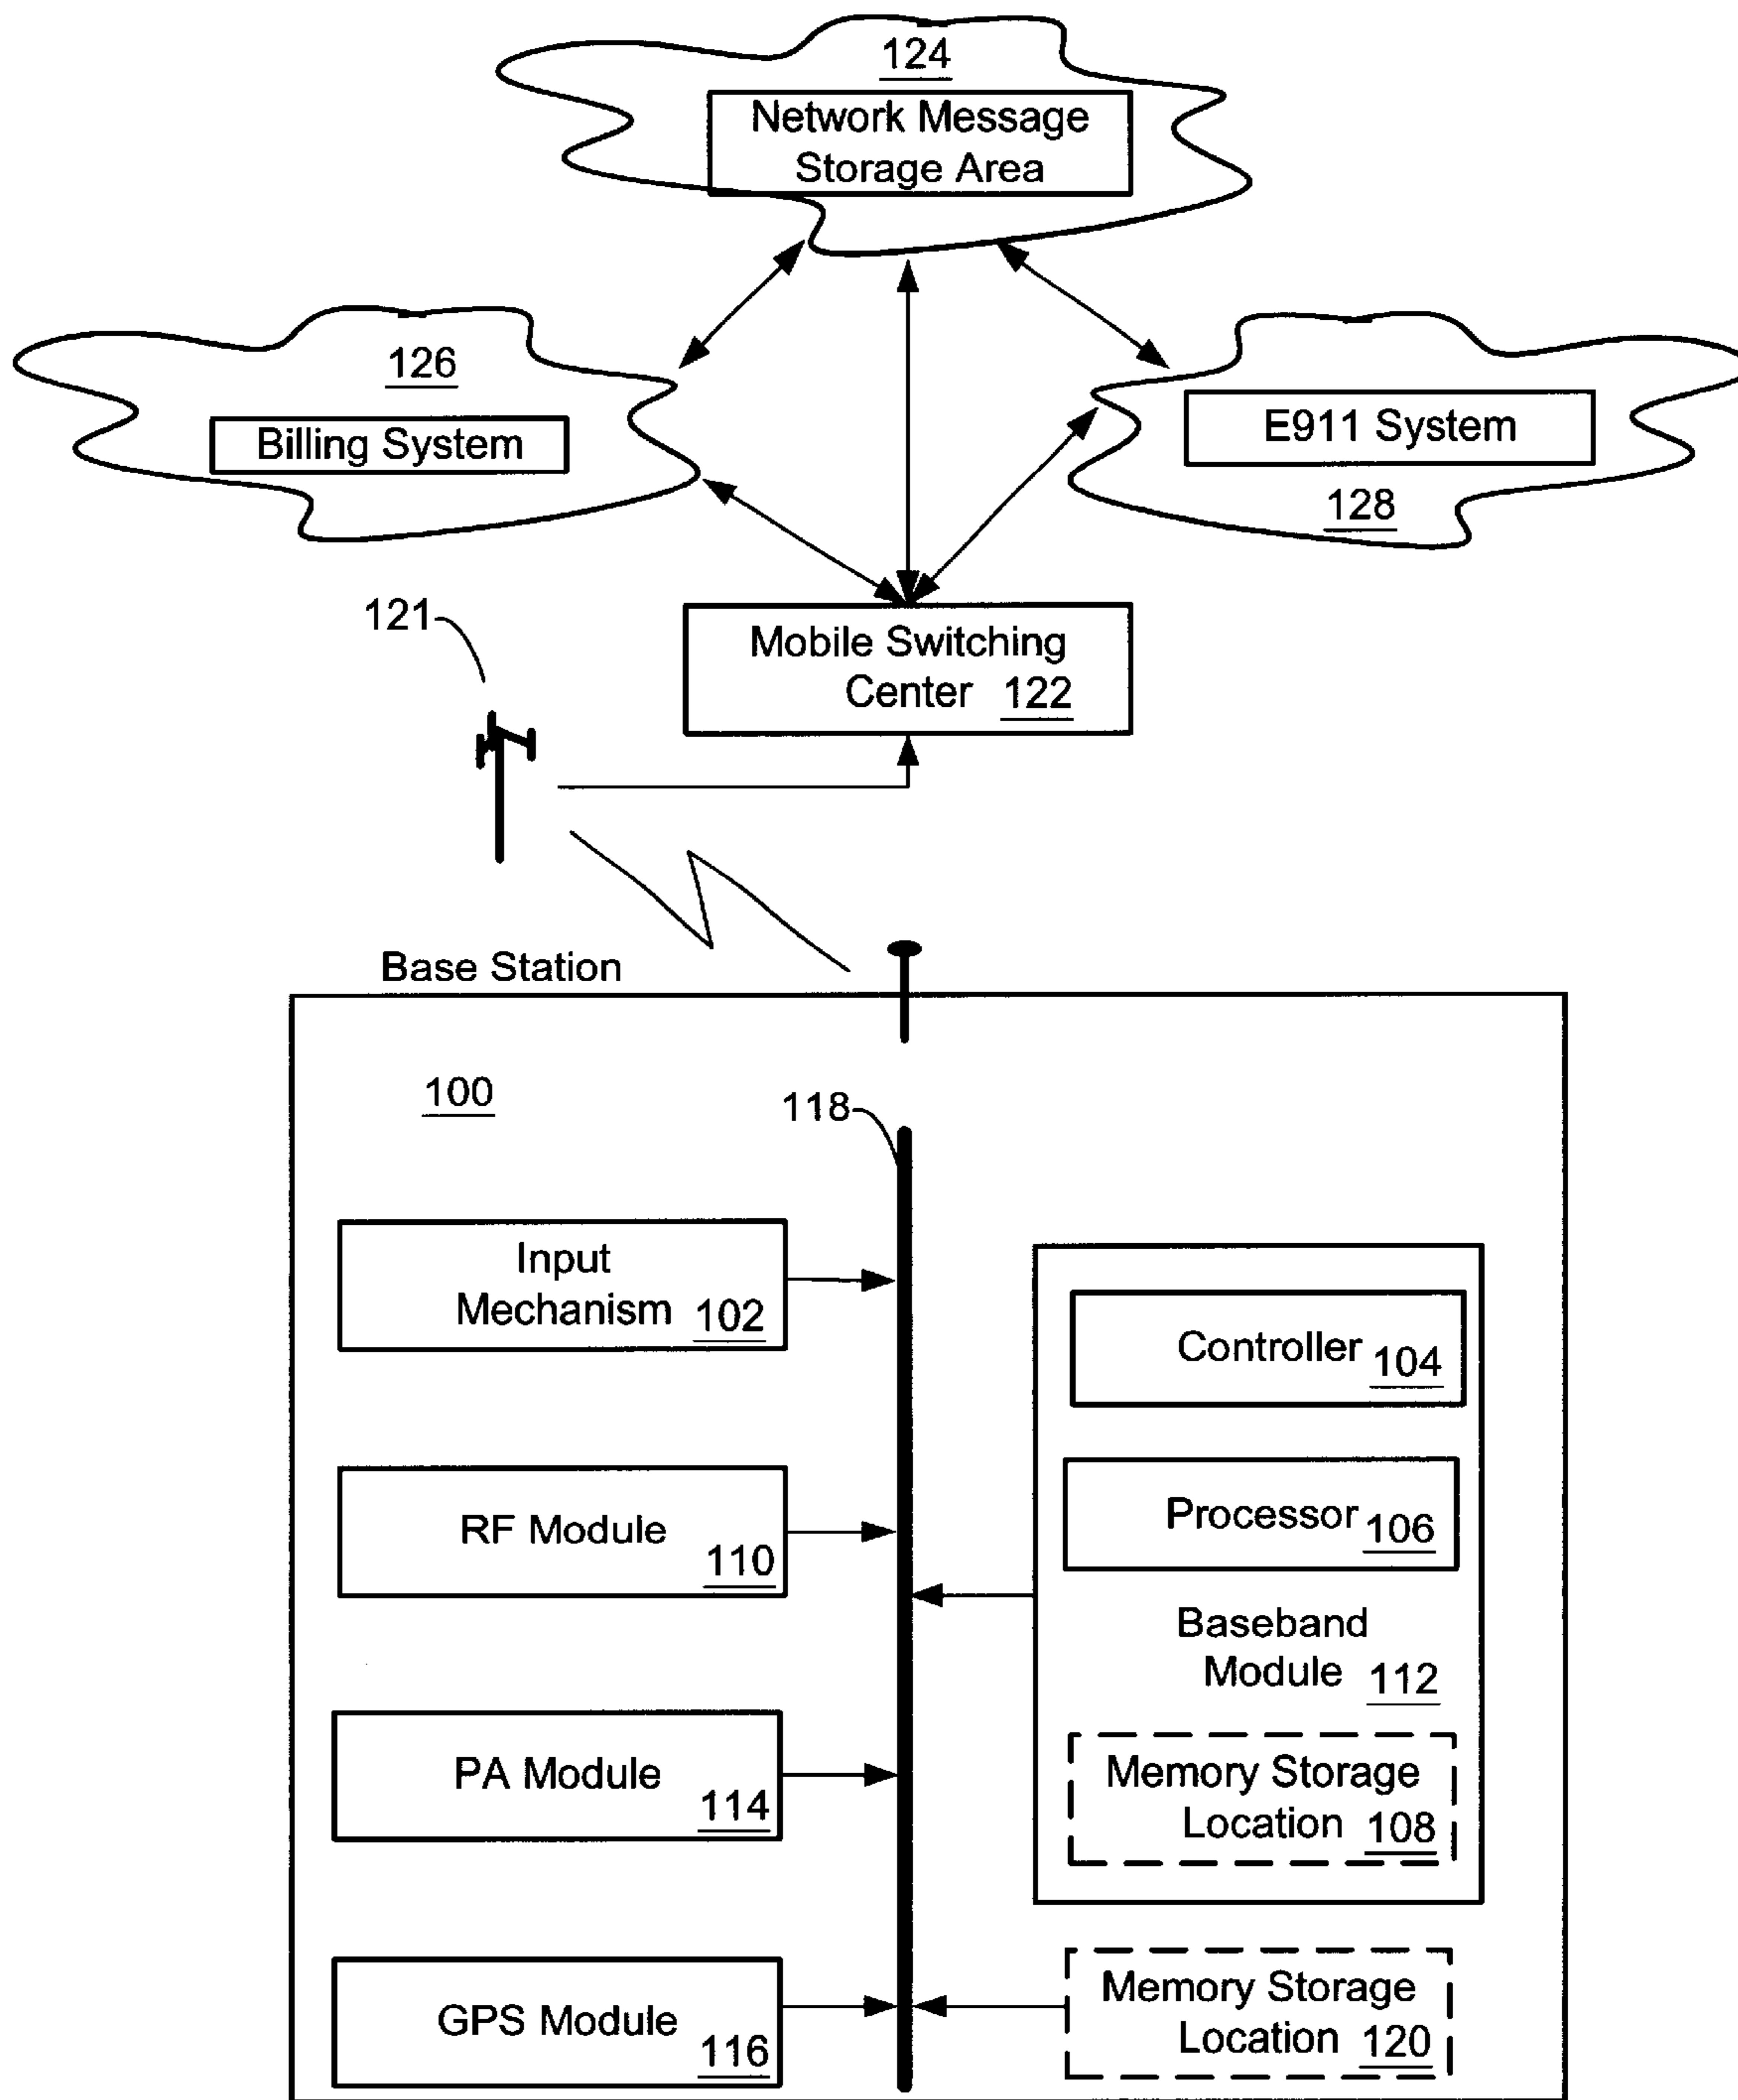 124
Network Message
Storage Area
126
Billing System
E911 System
128
121
Mobile Switching
Center 122
Base Station
100
118
Input
Mechanism 102
Controller 104
RF Module
110
Processor 106
Baseband
Module 112
PA Module
114
Memory Storage
Location 108
GPS Module
116
Memory Storage
Location 120